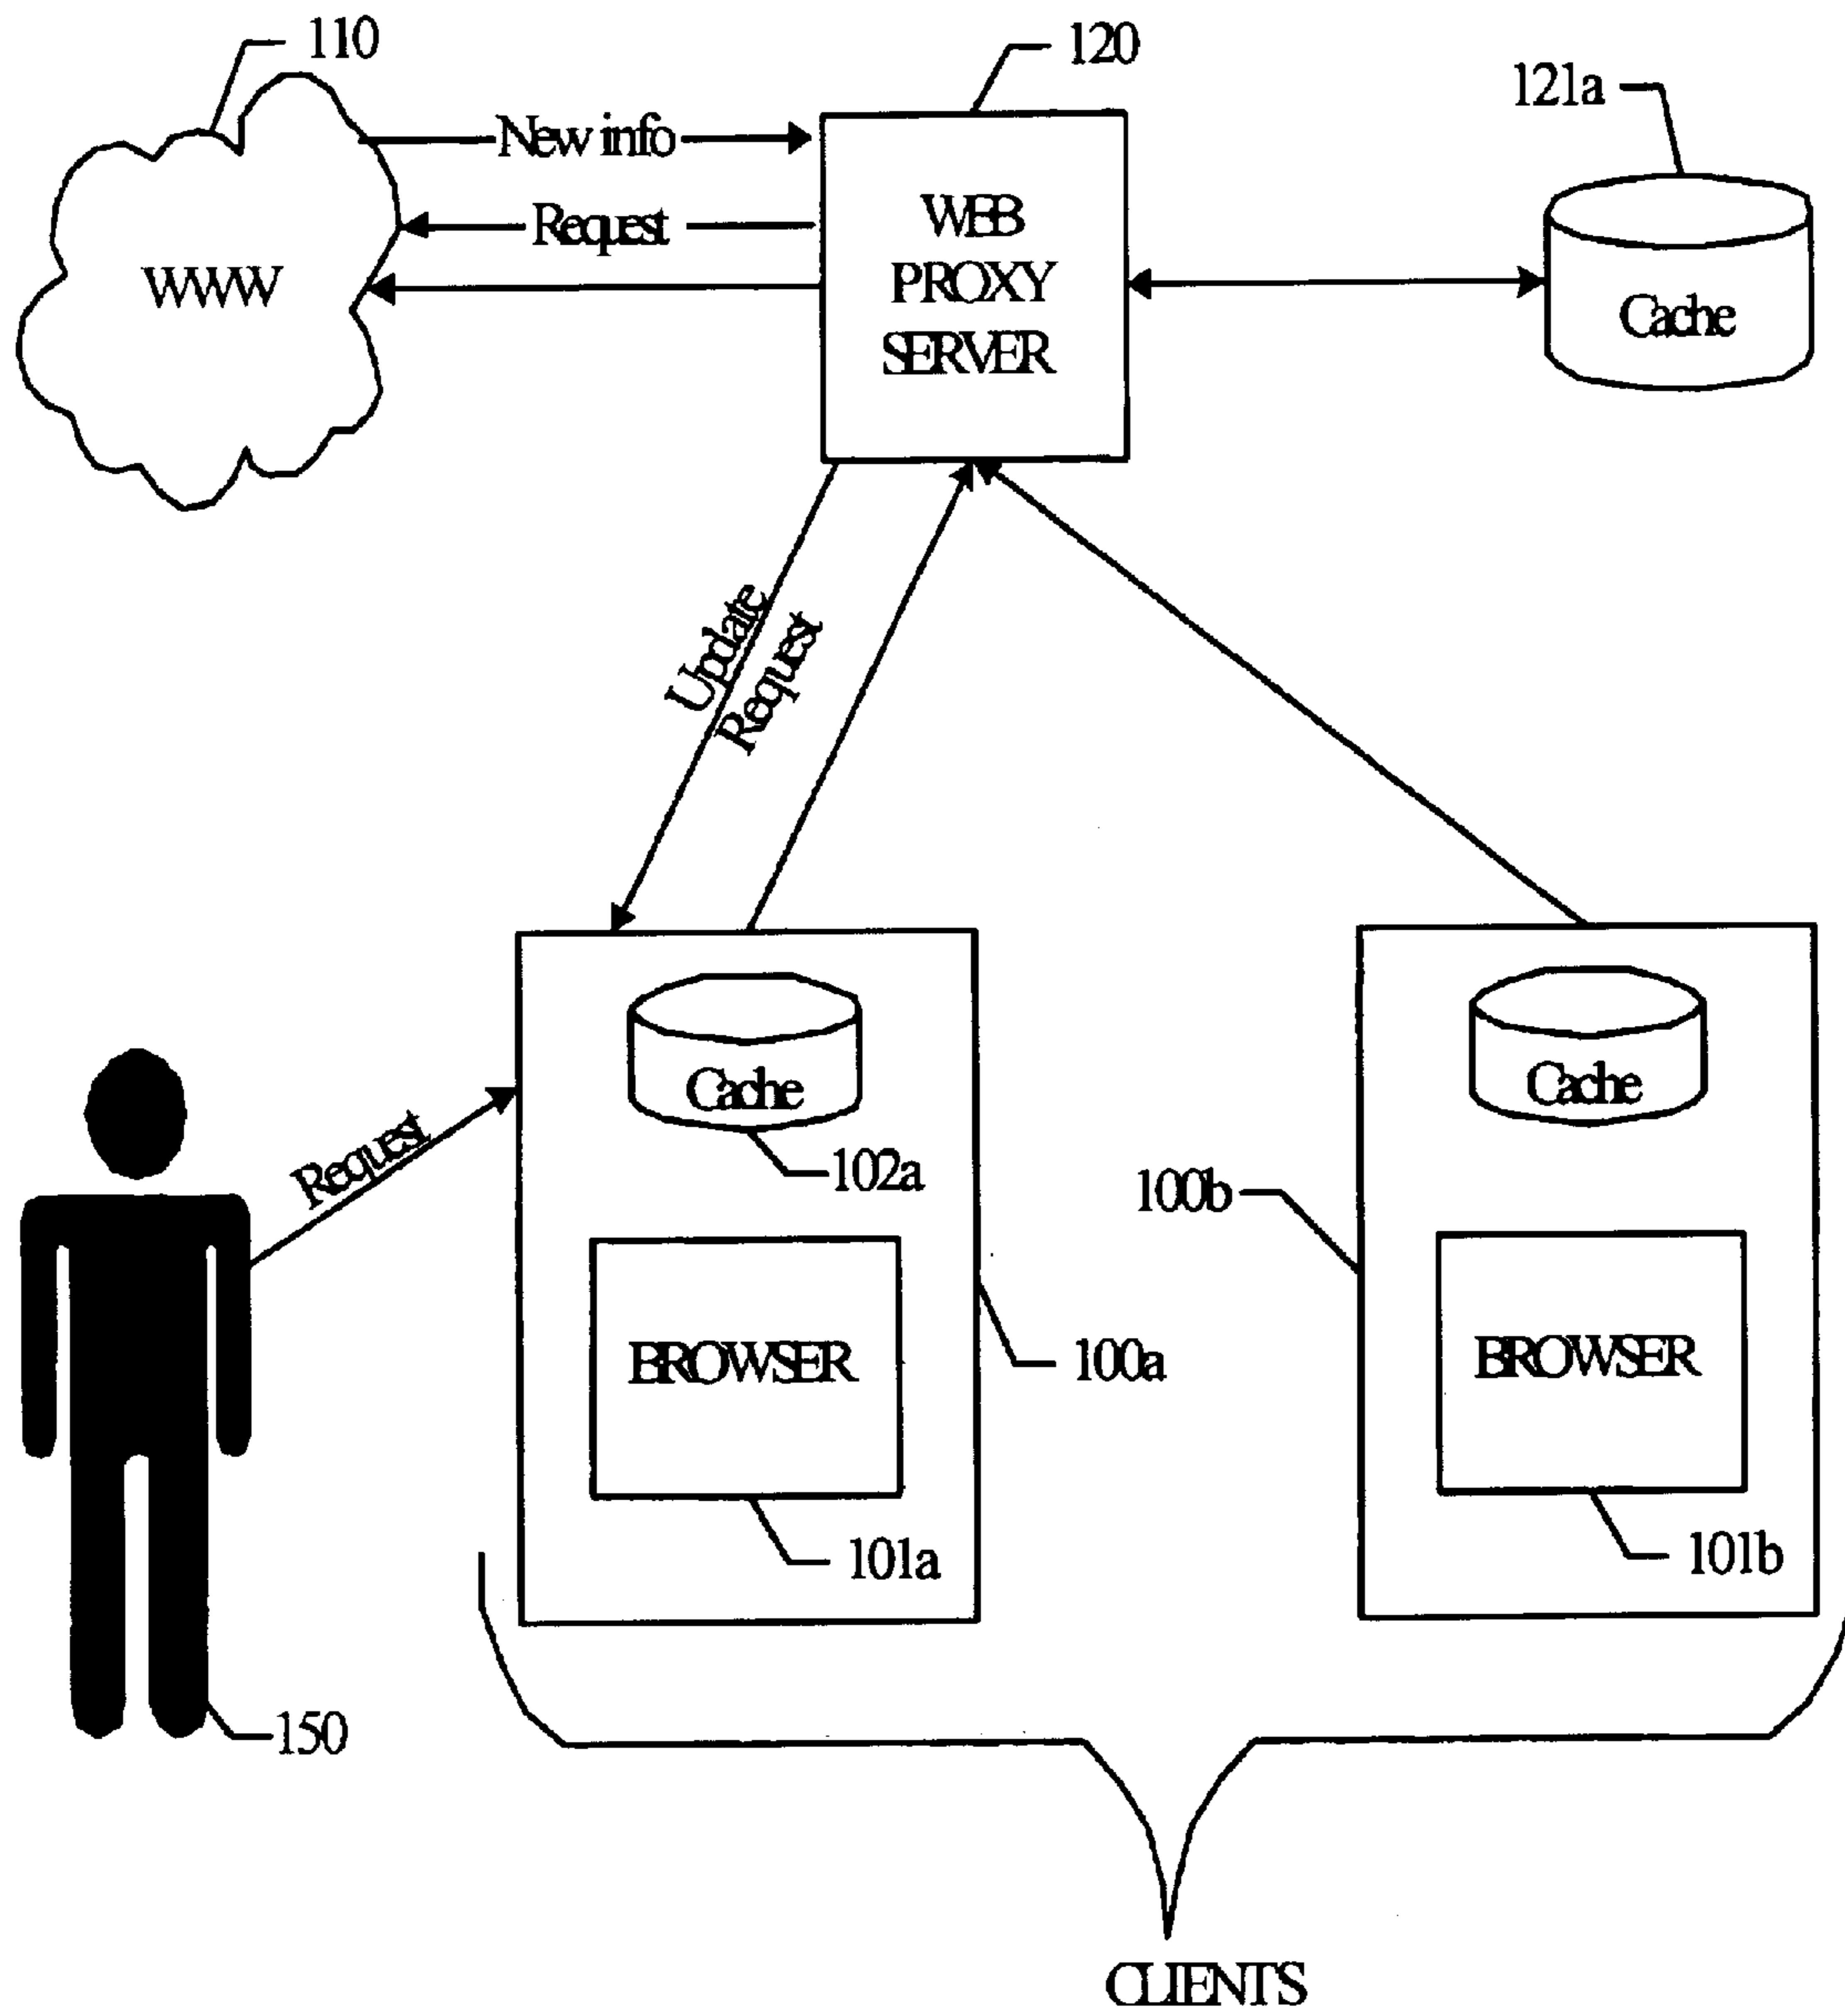 110
120
121a
New info
Request
WWW
WEB
PROXY
SERVER
Cache
Update
Request
Cache
Cache
Request
102a
100b
BROWSER
BROWSER
100a
101a
101b
150
CLIENTS